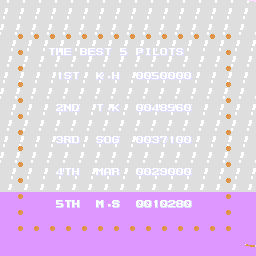 THE BEST 5 PILOTS
1ST K.H 0050000
2ND T.K 0048560
3RD SOG 0037100
4TH MAR 0029000
5TH M.S 0010280